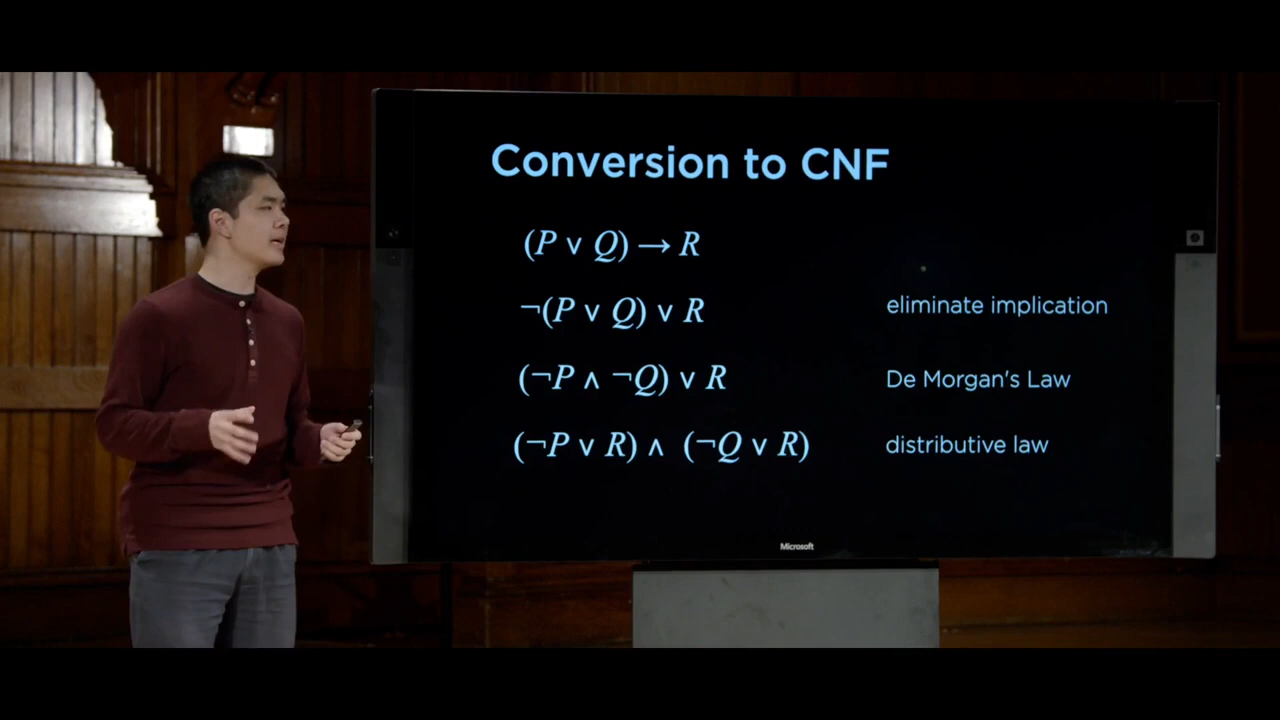 Conversion to CNF
(P ∨ Q) → R
¬(P ∨ Q) ∨ R eliminate implication
(¬P ∧ ¬Q) ∨ R De Morgan's Law
(¬P ∨ R) ∧ (¬Q ∨ R) distributive law
Microsoft